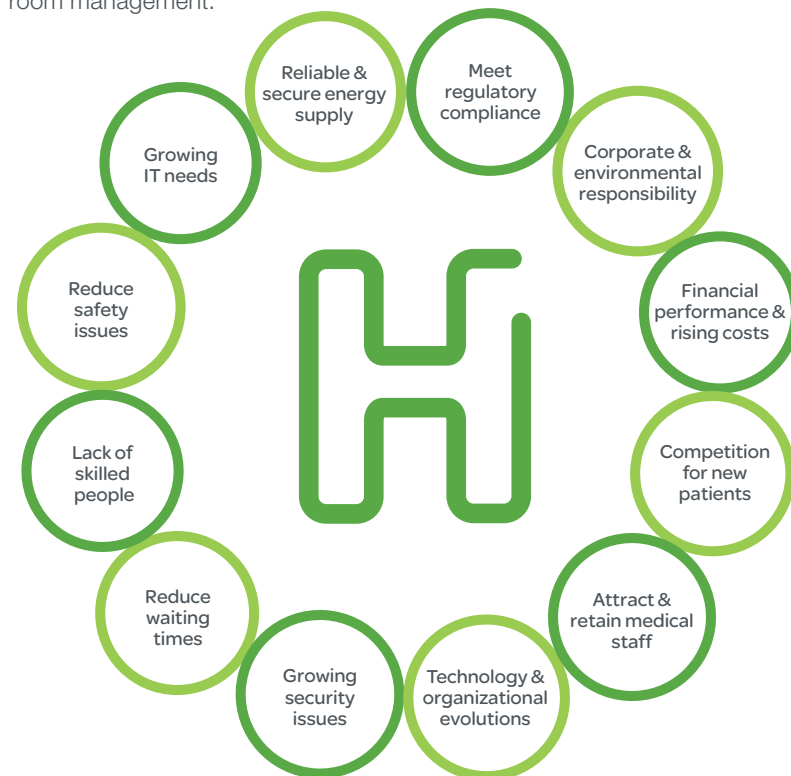 room management.
Reliable &
secure energy
supply
Meet
regulatory
compliance
Corporate &
environmental
responsibility
Financial
performance &
rising costs
Competition
for new
patients
Attract &
retain medical
staff
Technology &
organizational
evolutions
Growing
security
issues
Reduce
waiting
times
Lack of
skilled
people
Reduce
safety
issues
Growing
IT needs
H